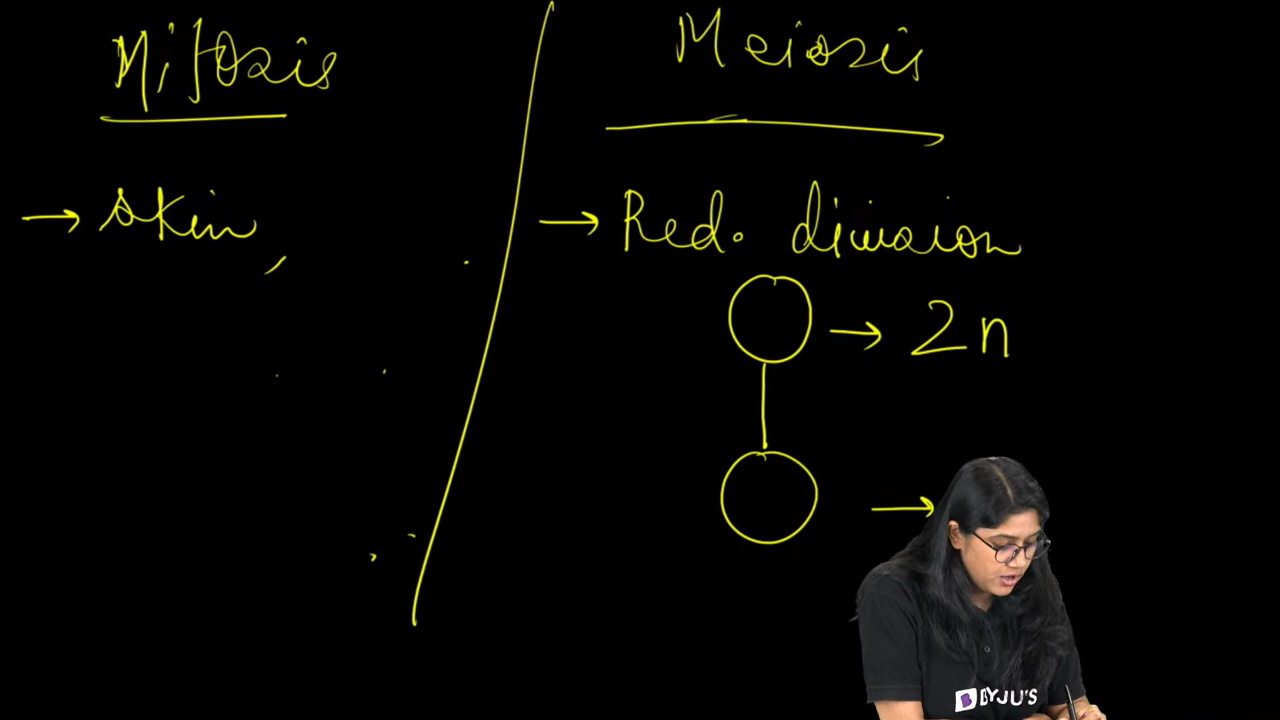 Mitosis
Meiosis
→ skin,
→ Red. division
→ 2n
→
BYJU'S